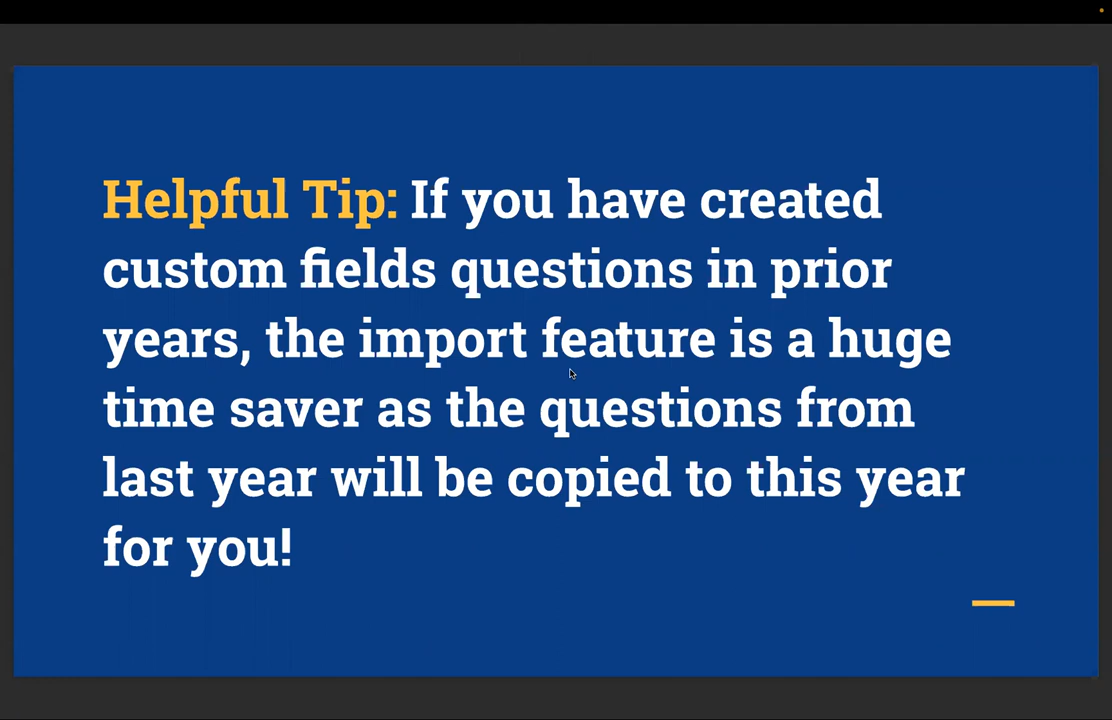 Helpful Tip: If you have created
custom fields questions in prior
years, the import feature is a huge
time saver as the questions from
last year will be copied to this year
for you!